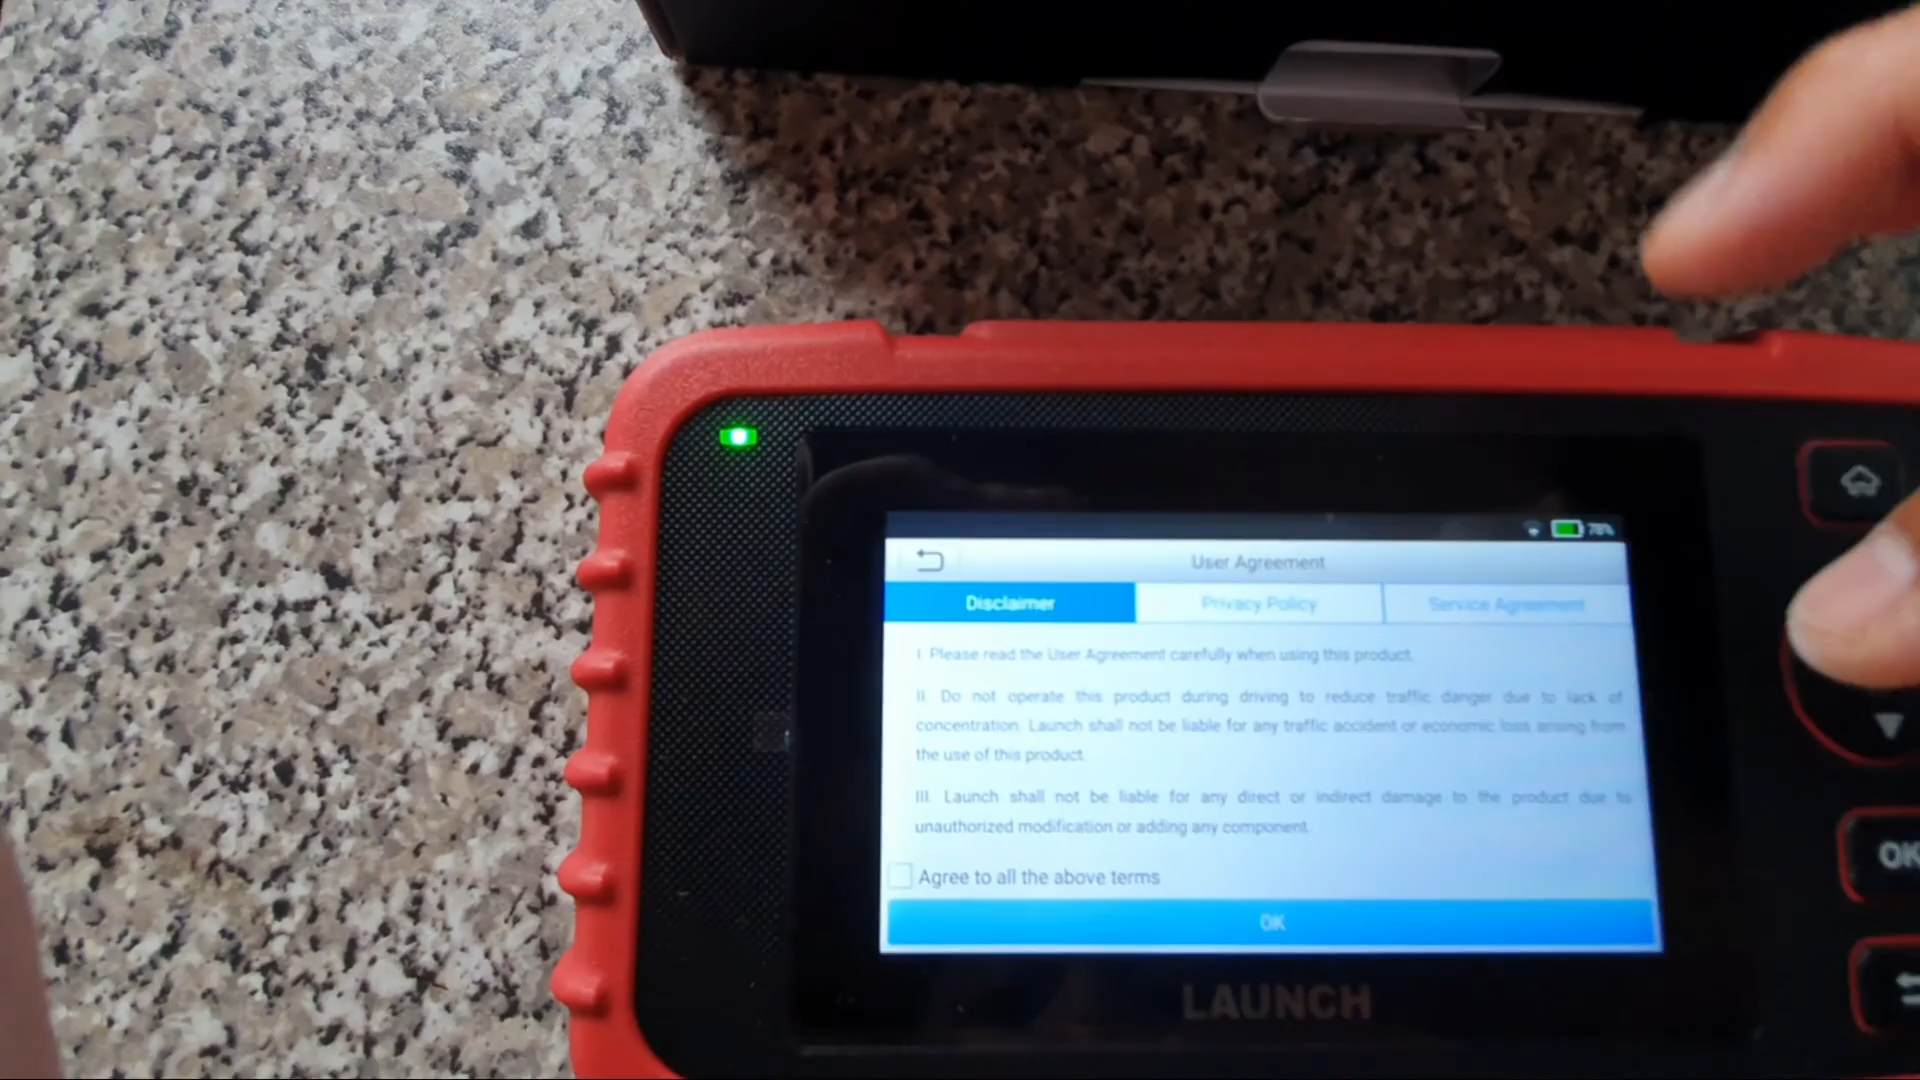 78%
User Agreement
Disclaimer
Privacy Policy
Service Agreement
I. Please read the User Agreement carefully when using this product.
II. Do not operate this product during driving to reduce traffic danger due to lack of
concentration. Launch shall not be liable for any traffic accident or economic loss arising from
the use of this product.
III. Launch shall not be liable for any direct or indirect damage to the product due to
unauthorized modification or adding any component.
Agree to all the above terms
OK
OK
LAUNCH